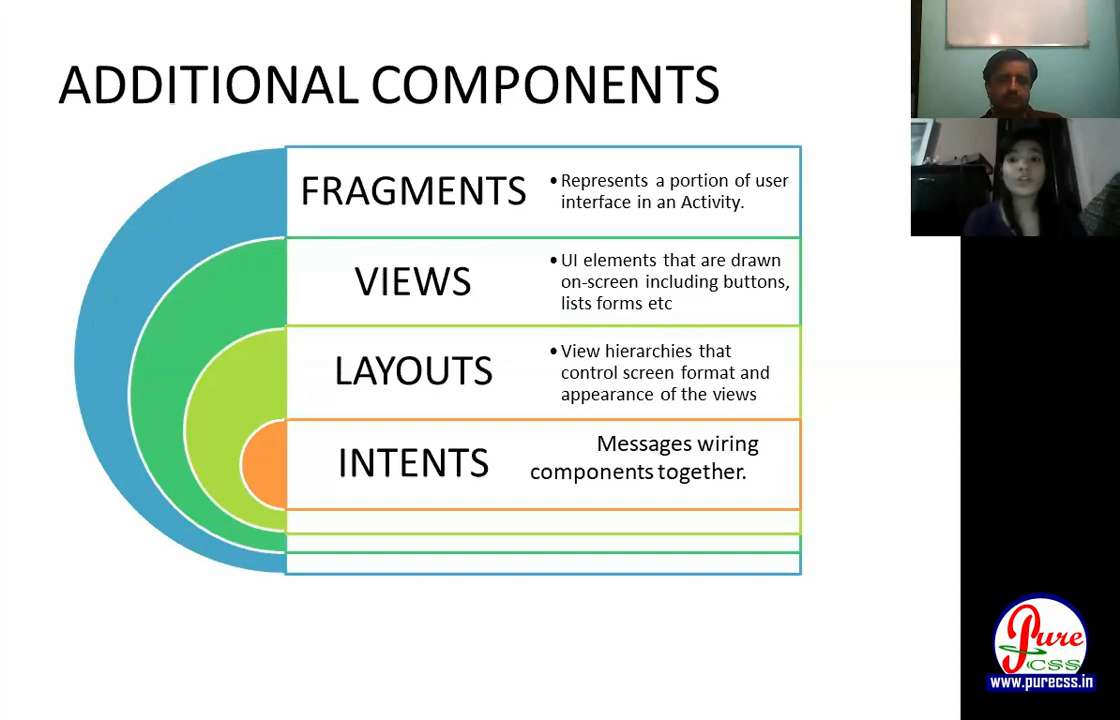 ADDITIONAL COMPONENTS
FRAGMENTS
• Represents a portion of user
interface in an Activity.
VIEWS
• UI elements that are drawn
on-screen including buttons,
lists forms etc
LAYOUTS
• View hierarchies that
control screen format and
appearance of the views
INTENTS
Messages wiring
components together.
Pure
CSS
www.purecss.in